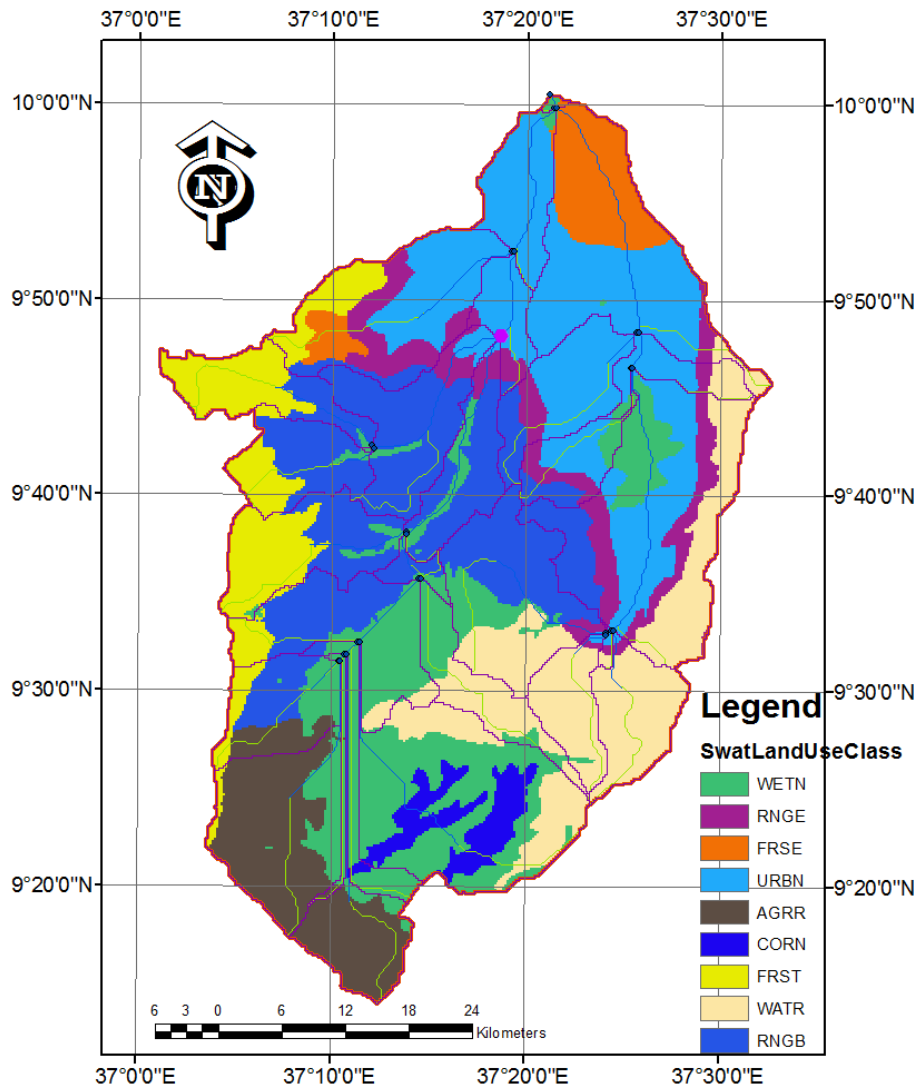 37°0'0"E 37°10'0"E 37°20'0"E 37°30'0"E
10°0'0"N 10°0'0"N
N
9°50'0"N 9°50'0"N
9°40'0"N 9°40'0"N
9°30'0"N 9°30'0"N
Legend
SwatLandUseClass
WETN
RNGE
FRSE
URBN
9°20'0"N 9°20'0"N
AGRR
CORN
FRST
WATR
RNGB
6 3 0 6 12 18 24
Kilometers
37°0'0"E 37°10'0"E 37°20'0"E 37°30'0"E